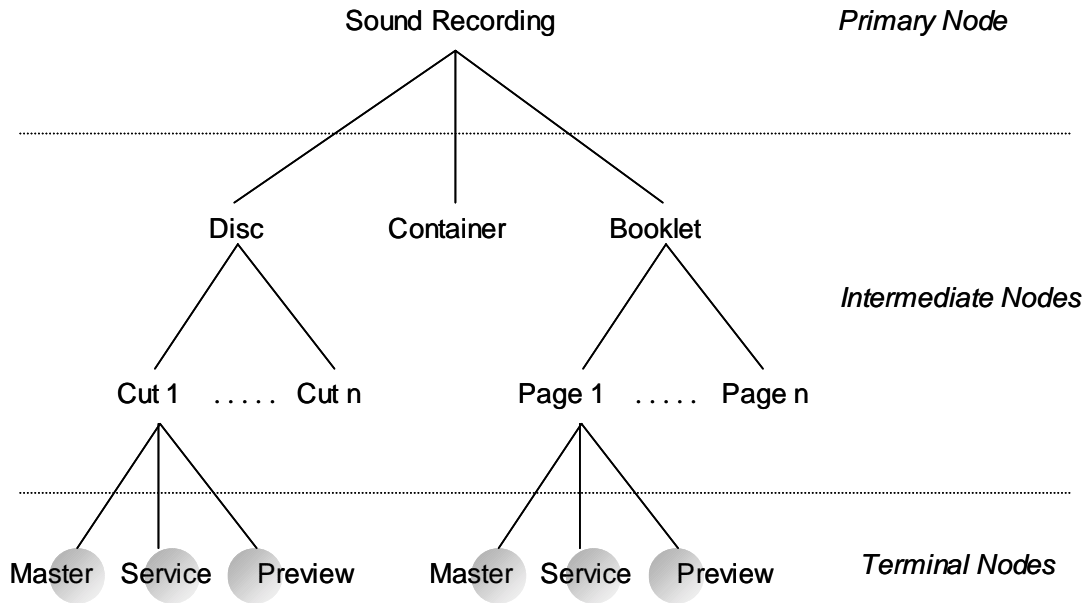 Sound Recording Primary Node
Disc Container Booklet
Intermediate Nodes
Cut 1 ..... Cut n Page 1 ..... Page n
Master Service Preview Master Service Preview Terminal Nodes